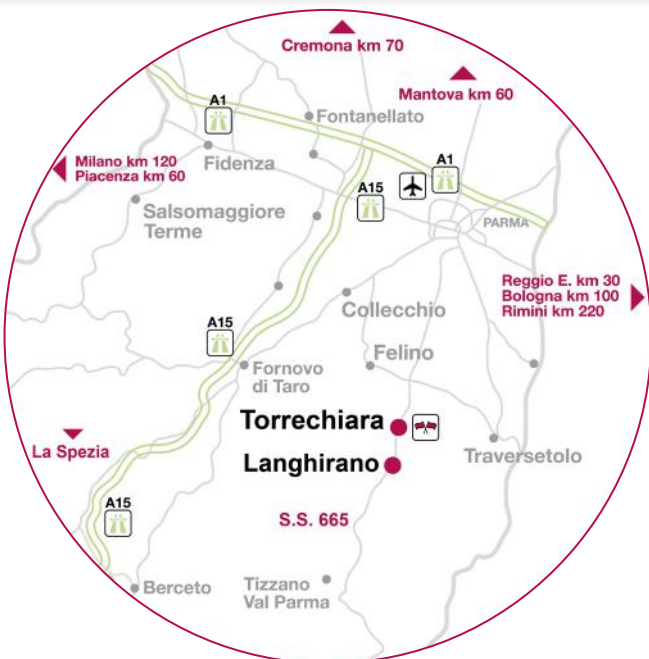 Cremona km 70
Mantova km 60
A1
Fontanellato
Milano km 120
Piacenza km 60
Fidenza
A15
A1
Salsomaggiore
Terme
PARMA
Reggio E. km 30
Bologna km 100
Rimini km 220
Collecchio
A15
Felino
Fornovo
di Taro
Torrechiara
La Spezia
Langhirano
Traversetolo
A15
S.S. 665
Berceto
Tizzano
Val Parma